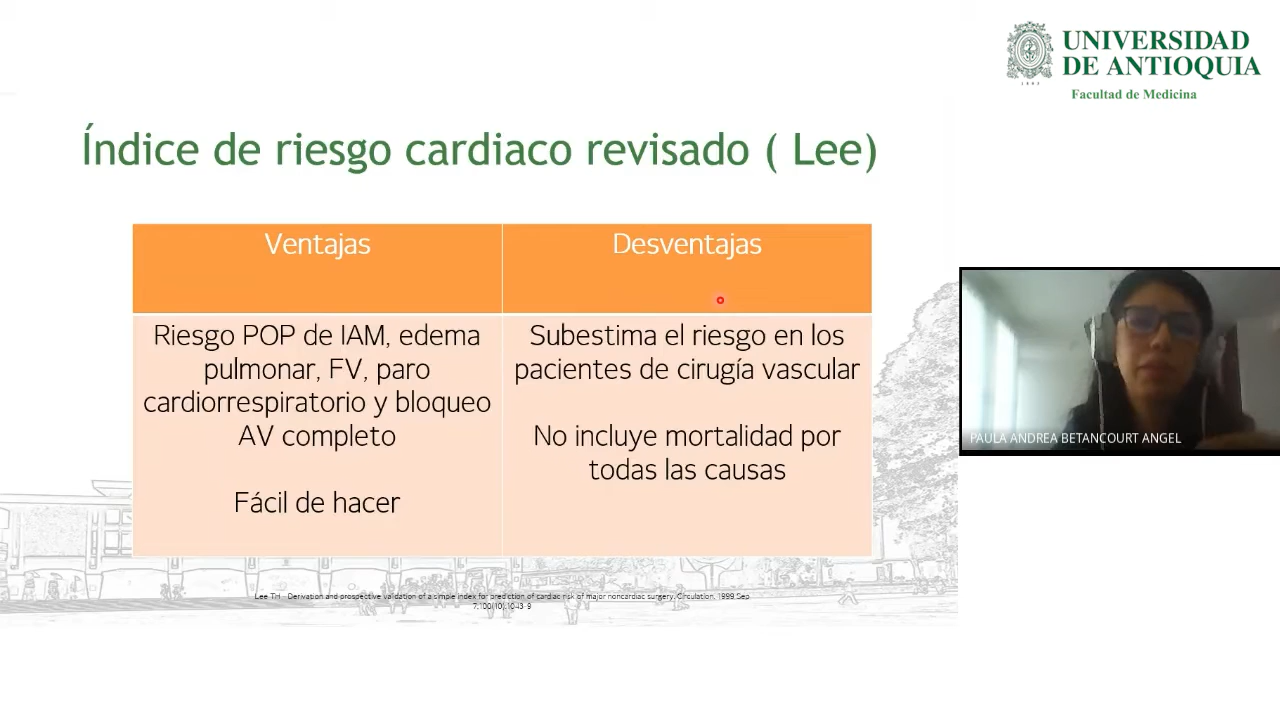 UNIVERSIDAD
DE ANTIOQUIA
Facultad de Medicina
Índice de riesgo cardiaco revisado ( Lee)
Ventajas
Desventajas
Riesgo POP de IAM, edema
pulmonar, FV, paro
cardiorrespiratorio y bloqueo
AV completo
Fácil de hacer
Subestima el riesgo en los
pacientes de cirugía vascular
No incluye mortalidad por
todas las causas
PAULA ANDREA BETANCOURT ANGEL
Lee TH Derivation and prospective validation of a simple index for prediction of cardiac risk of major noncardiac surgery. Circulation. 1999 Sep
7;100(10):1043-9